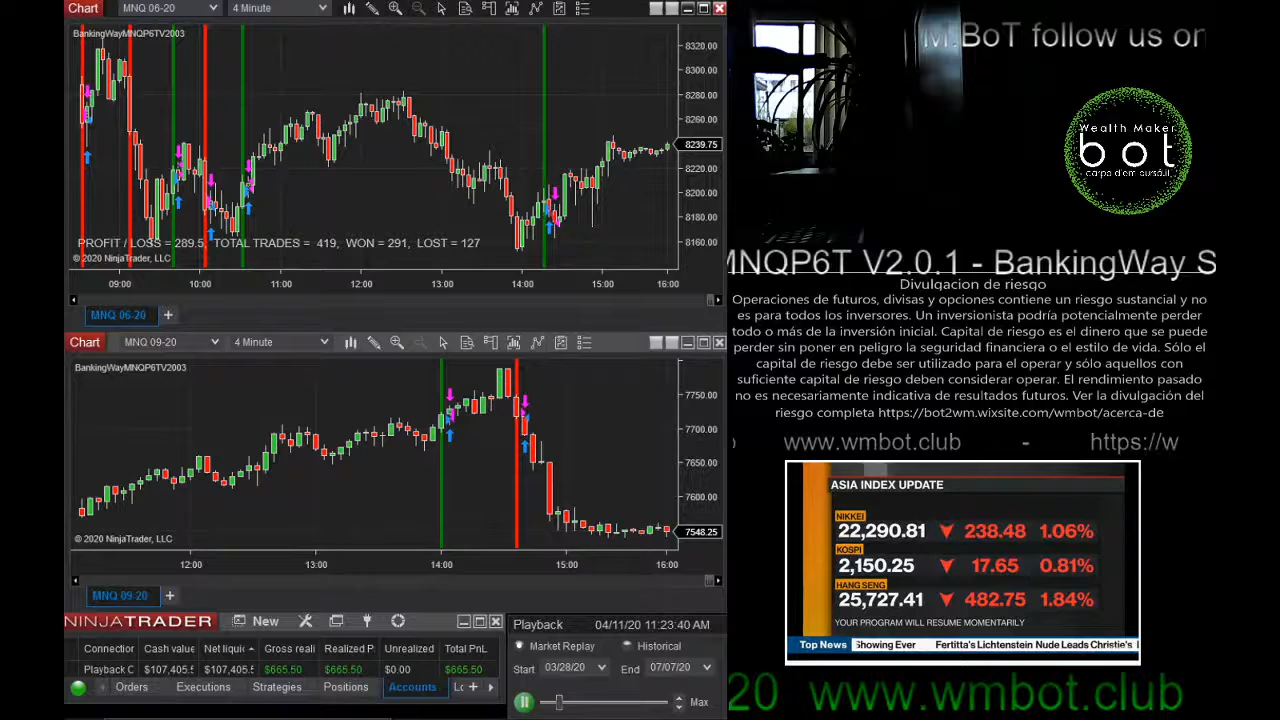 Chart MNQ 06-20 4 Minute
BankingWayMNQP6TV2003
8320.00
8300.00
8280.00
8260.00
8239.75
8220.00
8200.00
8180.00
8160.00
PROFIT / LOSS = 289.5, TOTAL TRADES = 419, WON = 291, LOST = 127
© 2020 NinjaTrader, LLC
09:00 10:00 11:00 12:00 13:00 14:00 15:00 16:00
MNQ 06-20 +
Chart MNQ 09-20 4 Minute
BankingWayMNQP6TV2003
7750.00
7700.00
7650.00
7600.00
7548.25
© 2020 NinjaTrader, LLC
12:00 13:00 14:00 15:00 16:00
MNQ 09-20 +
NINJATRADER New
Connection Cash value Net liqui Gross reali Realized P Unrealized Total PnL
Playback C $107,405.5 $107,405.5 $665.50 $665.50 $0.00 $665.50
Orders Executions Strategies Positions Accounts Lo +
Playback 04/11/20 11:23:40 AM
Market Replay Historical
Start 03/28/20 End 07/07/20
Max
M.BoT follow us on
Wealth Maker
bot
carpa d'em sursá.il
MNQP6T V2.0.1 - BankingWay S
Divulgacion de riesgo
Operaciones de futuros, divisas y opciones contiene un riesgo sustancial y no
es para todos los inversores. Un inversionista podría potencialmente perder
todo o más de la inversión inicial. Capital de riesgo es el dinero que se puede
perder sin poner en peligro la seguridad financiera o el estilo de vida. Sólo el
capital de riesgo debe ser utilizado para el operar y sólo aquellos con
suficiente capital de riesgo deben considerar operar. El rendimiento pasado
no es necesariamente indicativa de resultados futuros. Ver la divulgación del
riesgo completa https://bot2wm.wixsite.com/wmbot/acerca-de
www.wmbot.club - https://w
ASIA INDEX UPDATE
NIKKEI
22,290.81 238.48 1.06%
KOSPI
2,150.25 17.65 0.81%
HANG SENG
25,727.41 482.75 1.84%
YOUR PROGRAM WILL RESUME MOMENTARILY
Top News Showing Ever Fertitta's Lichtenstein Nude Leads Christie's
20 www.wmbot.club